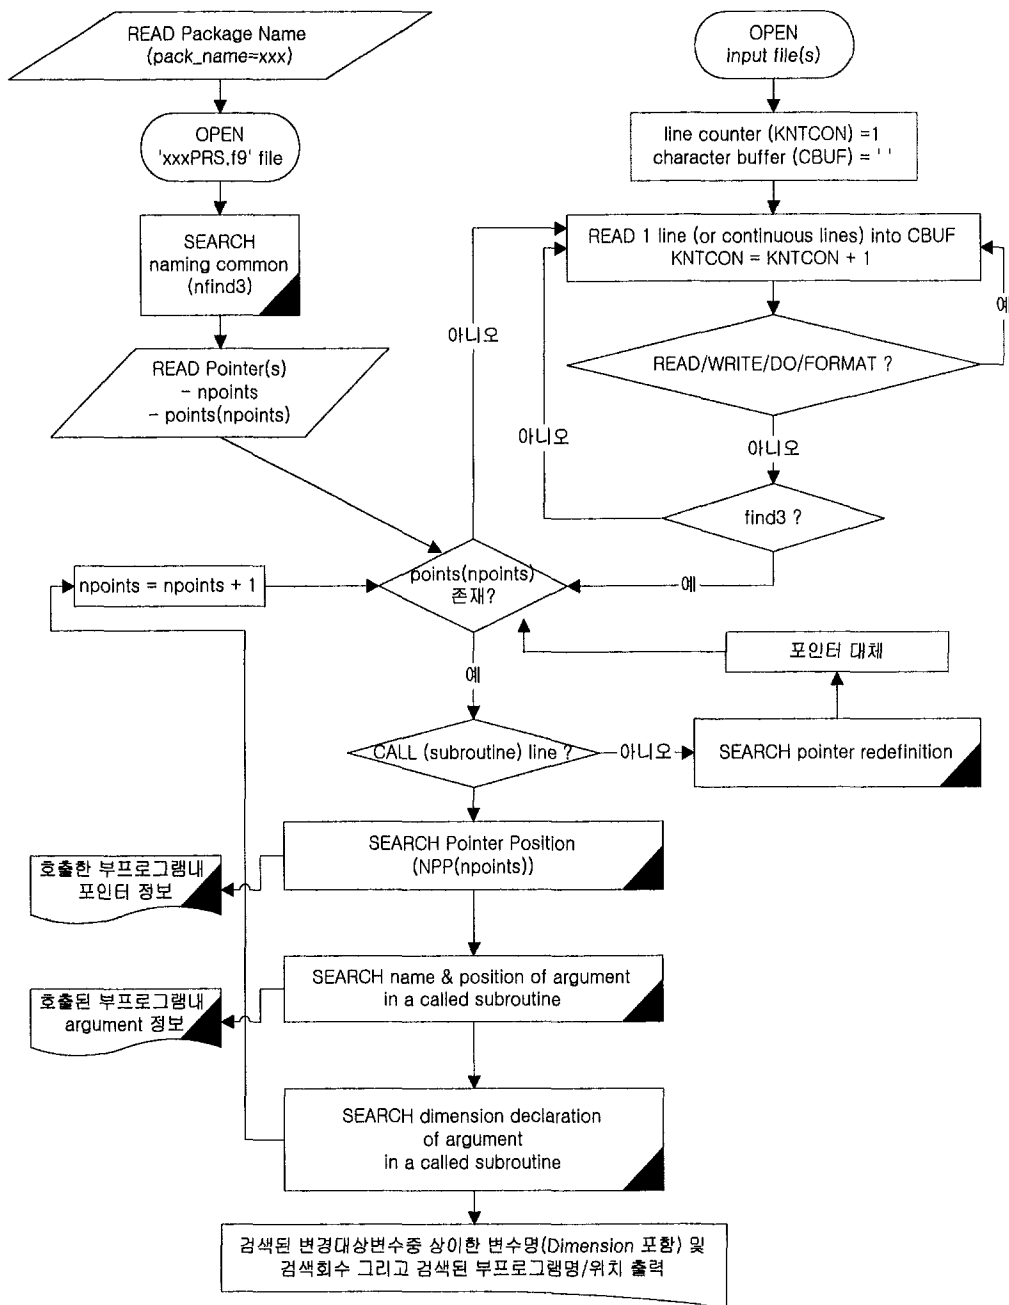 READ Package Name
(pack_name=xxx)
OPEN
'xxxPRS.f9' file
SEARCH
naming common
(nfind3)
READ Pointer(s)
- npoints
- points(npoints)
OPEN
input file(s)
line counter (KNTCON) =1
character buffer (CBUF) = ' '
READ 1 line (or continuous lines) into CBUF
KNTCON = KNTCON + 1
예
READ/WRITE/DO/FORMAT ?
아니오
아니오
아니오
find3 ?
예
npoints = npoints + 1
points(npoints)
존재?
예
포인터 대체
CALL (subroutine) line ?
아니오
SEARCH pointer redefinition
SEARCH Pointer Position
(NPP(npoints))
호출한 부프로그램내
포인터 정보
SEARCH name & position of argument
in a called subroutine
호출된 부프로그램내
argument 정보
SEARCH dimension declaration
of argument
in a called subroutine
검색된 변경대상변수중 상이한 변수명(Dimension 포함) 및
검색회수 그리고 검색된 부프로그램명/위치 출력